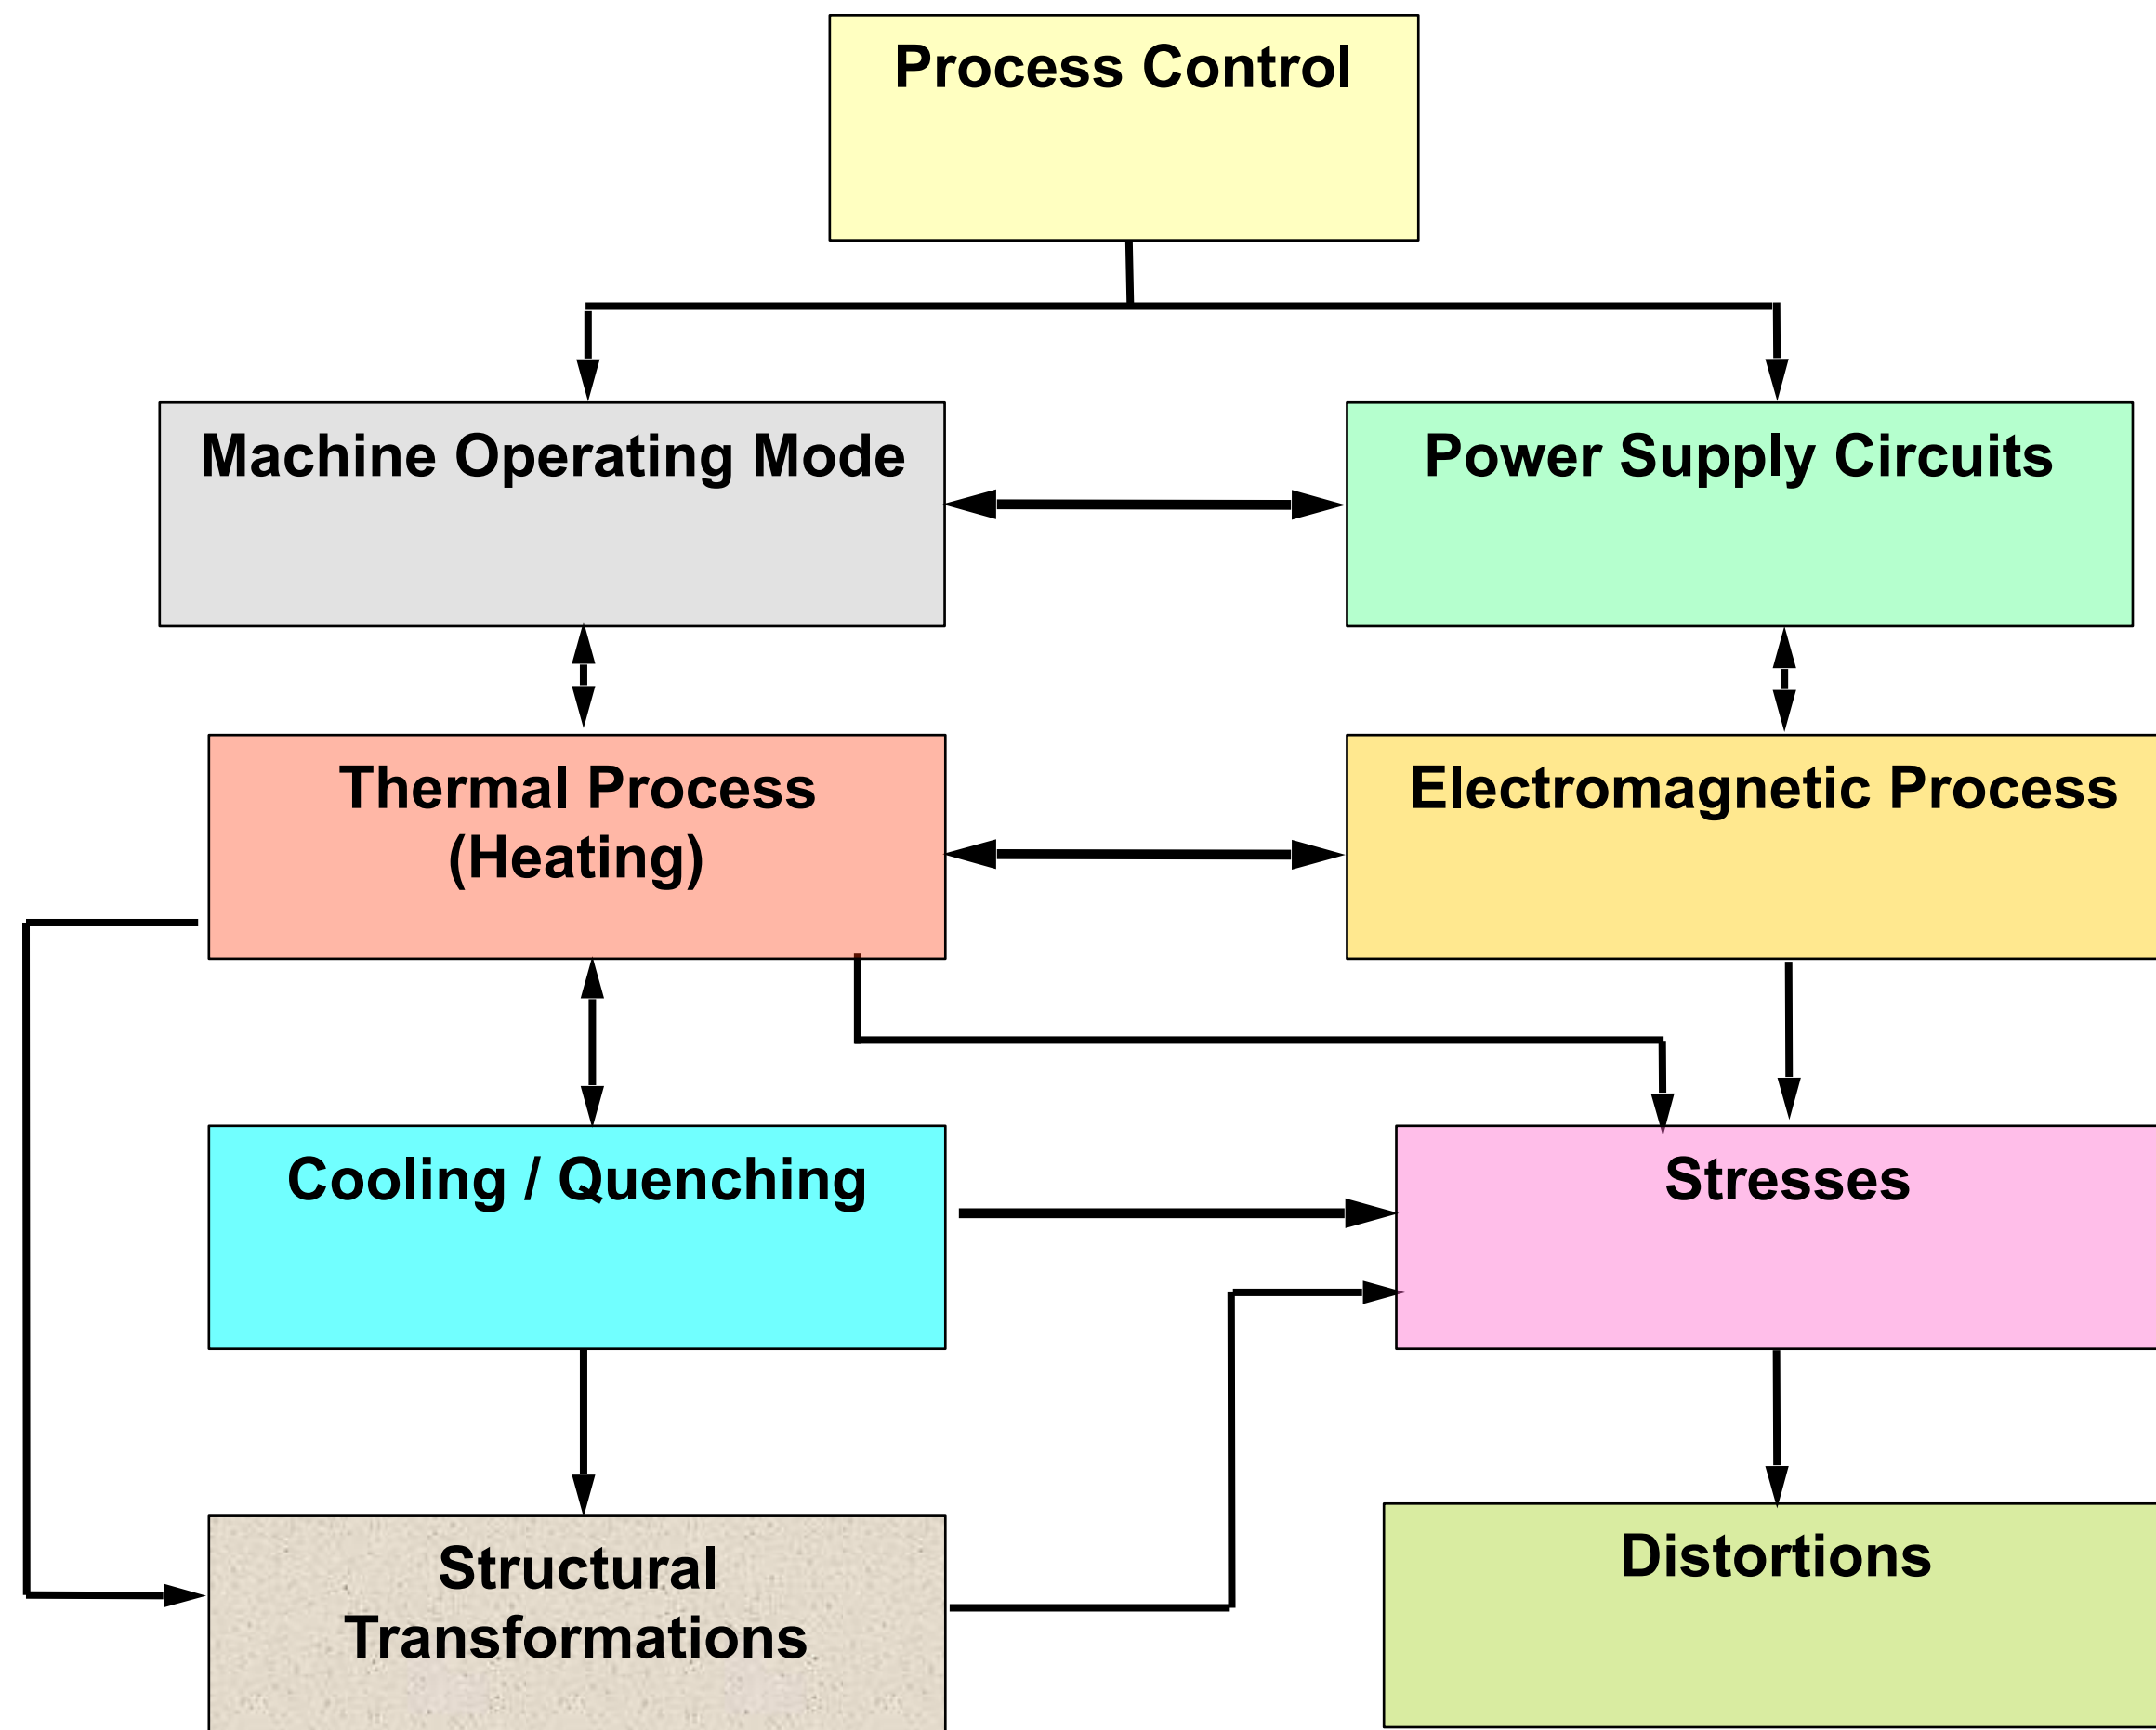 Process Control
Machine Operating Mode
Power Supply Circuits
Thermal Process
(Heating)
Electromagnetic Process
Cooling / Quenching
Stresses
Structural
Transformations
Distortions